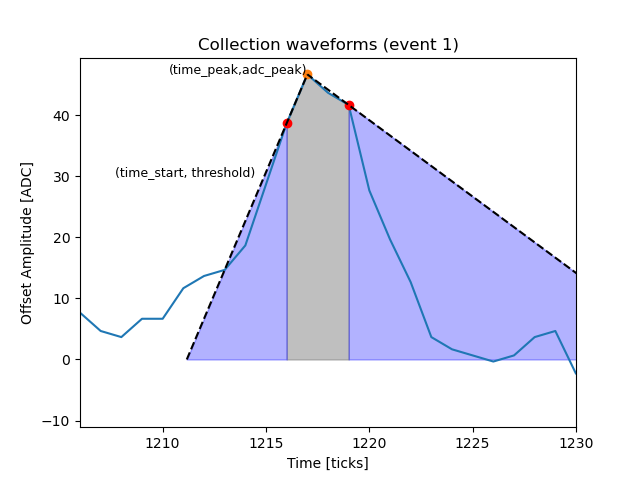 Collection waveforms (event 1)
(time_peak,adc_peak)
(time_start, threshold)
Offset Amplitude [ADC]
40
30
20
10
0
−10
1210
1215
1220
1225
1230
Time [ticks]